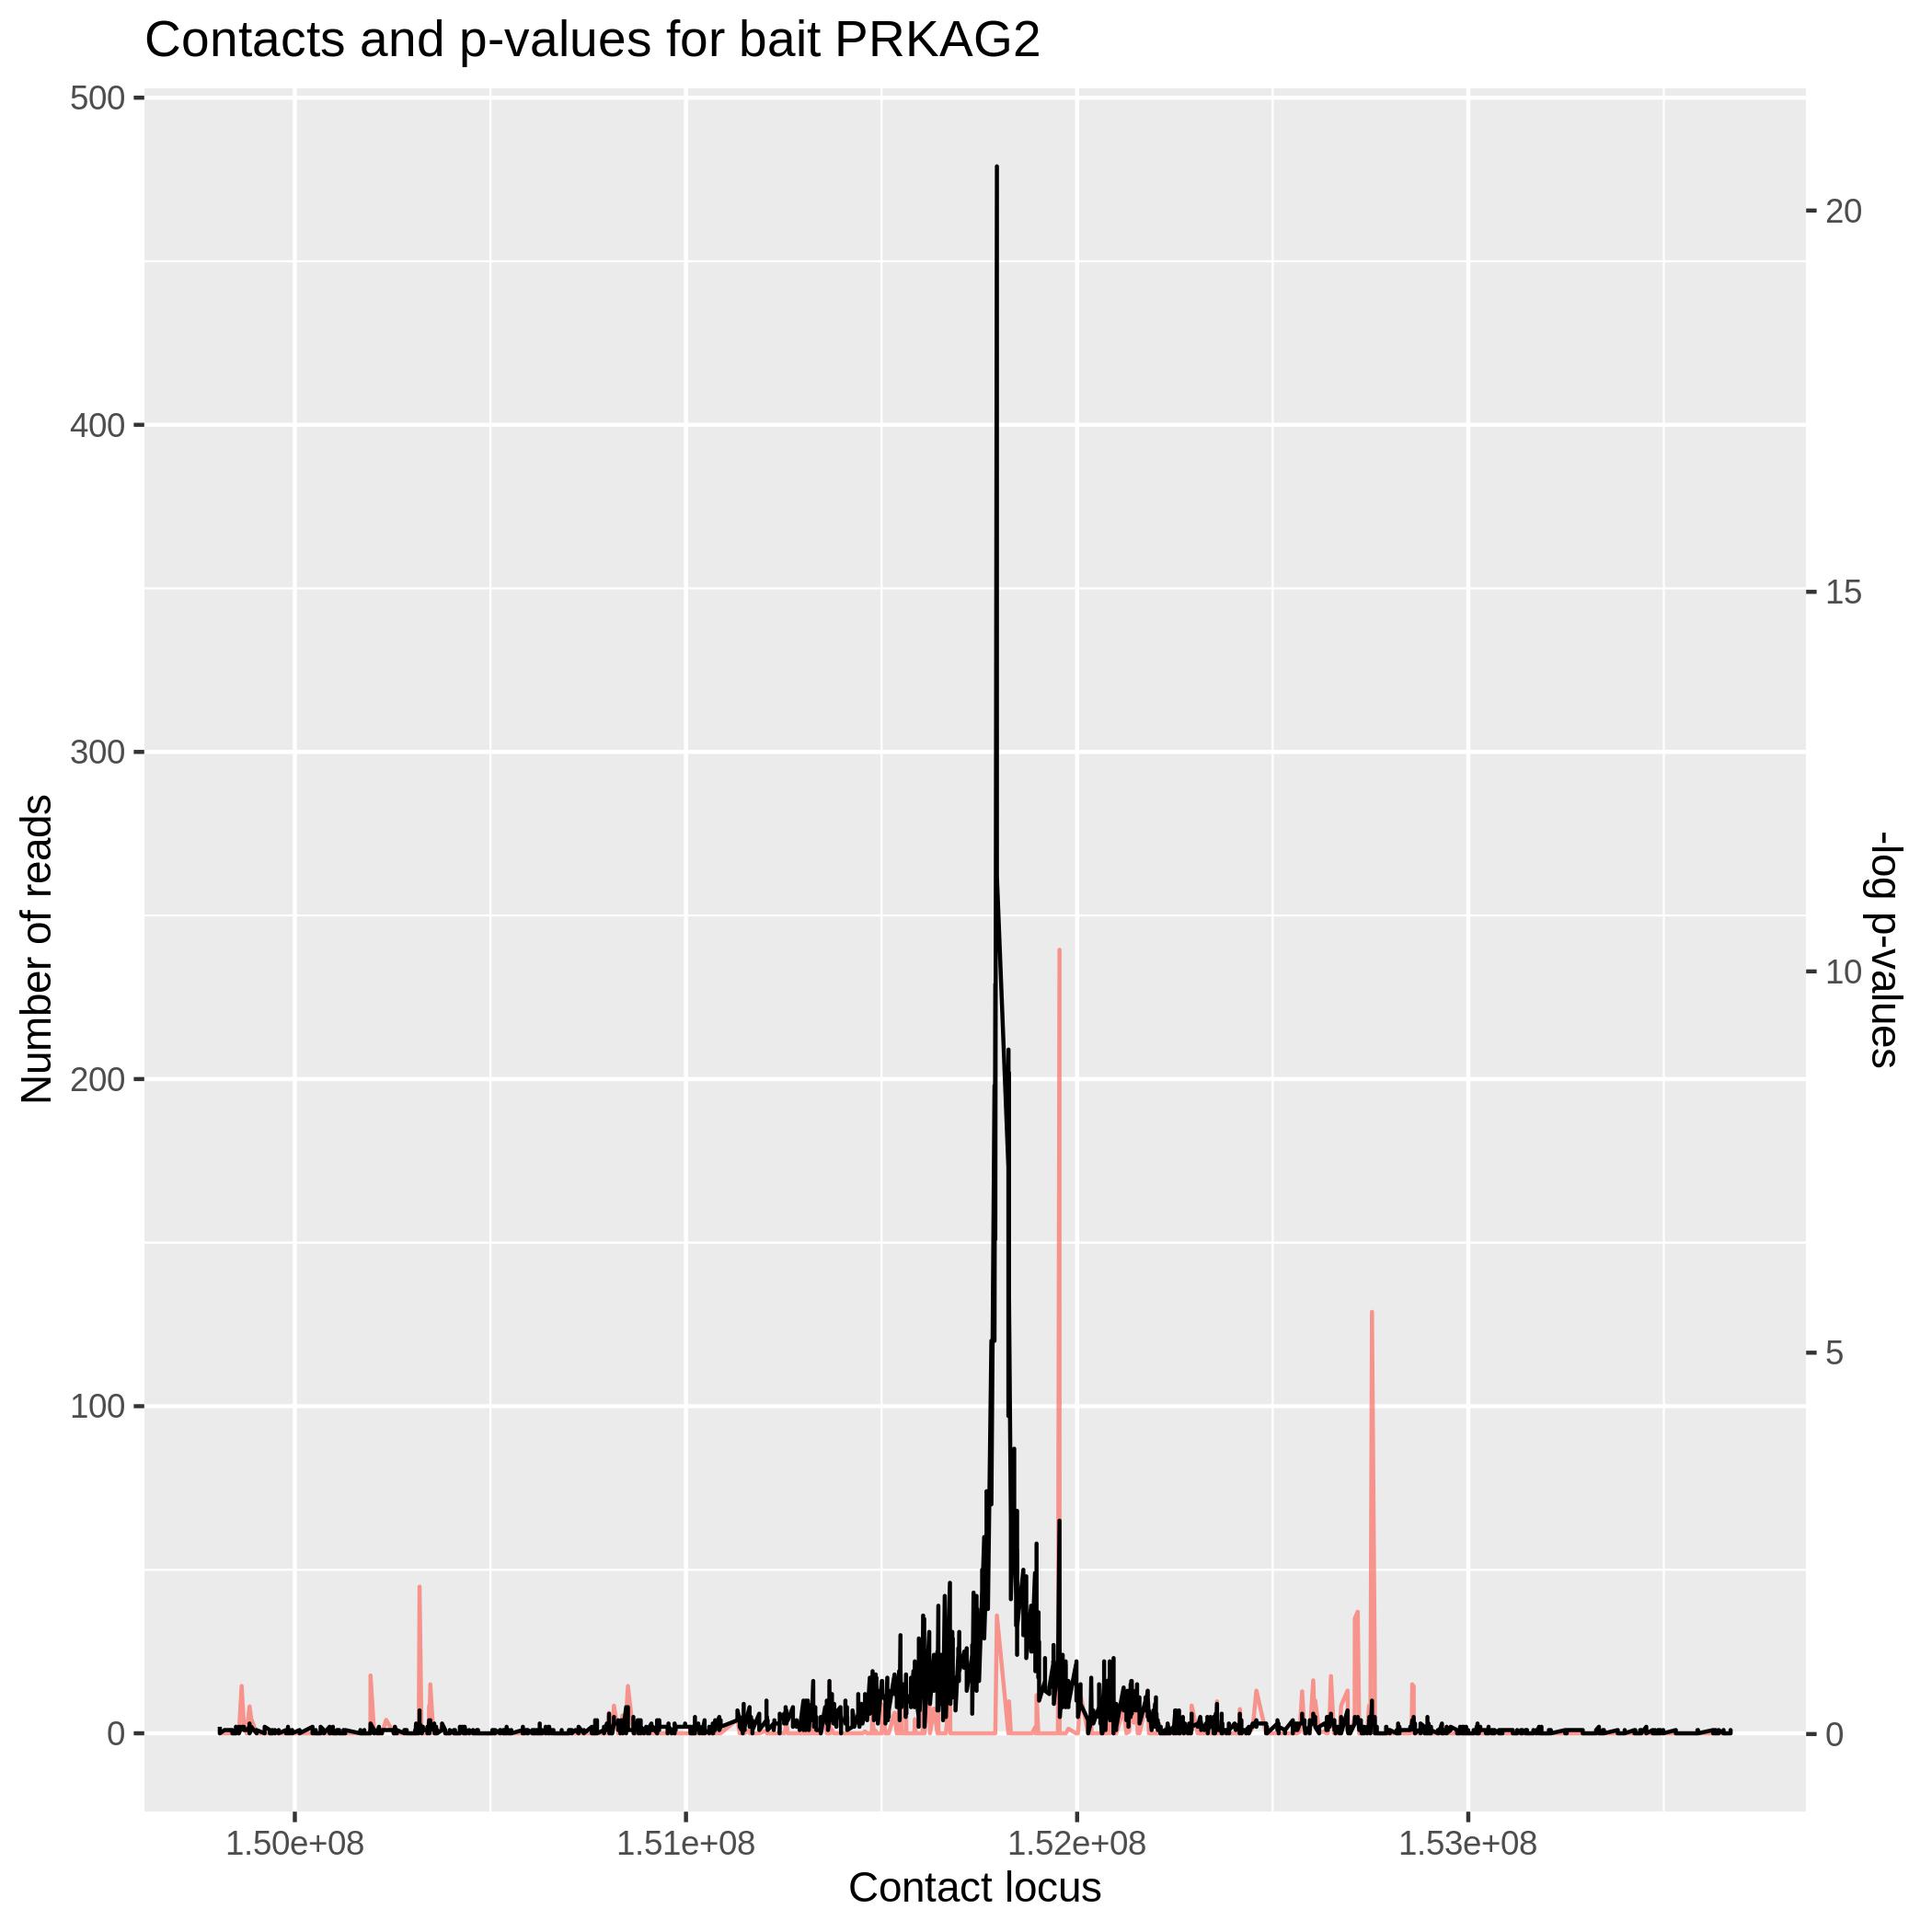 Contacts and p-values for bait PRKAG2
500
400
300
200
100
0
Number of reads
20
15
10
5
0
-log p-values
1.50e+08
1.51e+08
1.52e+08
1.53e+08
Contact locus